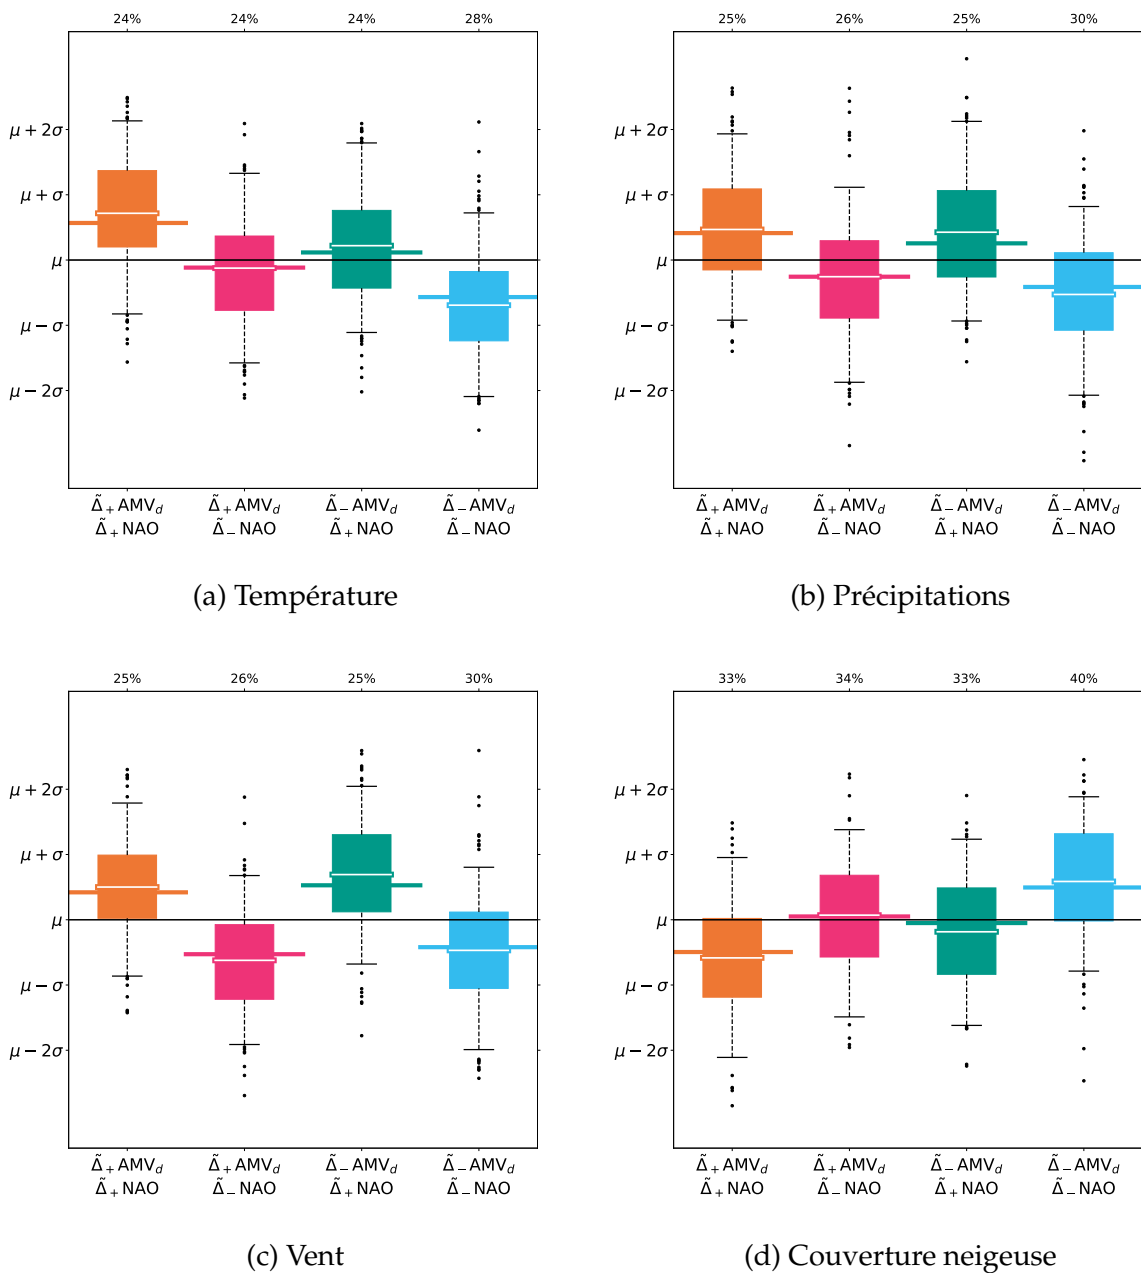 24% 24% 24% 28%
μ + 2σ
μ + σ
μ
μ − σ
μ − 2σ
Δ̃₊AMV_d Δ̃₊AMV_d Δ̃₋AMV_d Δ̃₋AMV_d
Δ̃₊NAO Δ̃₋NAO Δ̃₊NAO Δ̃₋NAO
(a) Température
25% 26% 25% 30%
μ + 2σ
μ + σ
μ
μ − σ
μ − 2σ
Δ̃₊AMV_d Δ̃₊AMV_d Δ̃₋AMV_d Δ̃₋AMV_d
Δ̃₊NAO Δ̃₋NAO Δ̃₊NAO Δ̃₋NAO
(b) Précipitations
25% 26% 25% 30%
μ + 2σ
μ + σ
μ
μ − σ
μ − 2σ
Δ̃₊AMV_d Δ̃₊AMV_d Δ̃₋AMV_d Δ̃₋AMV_d
Δ̃₊NAO Δ̃₋NAO Δ̃₊NAO Δ̃₋NAO
(c) Vent
33% 34% 33% 40%
μ + 2σ
μ + σ
μ
μ − σ
μ − 2σ
Δ̃₊AMV_d Δ̃₊AMV_d Δ̃₋AMV_d Δ̃₋AMV_d
Δ̃₊NAO Δ̃₋NAO Δ̃₊NAO Δ̃₋NAO
(d) Couverture neigeuse